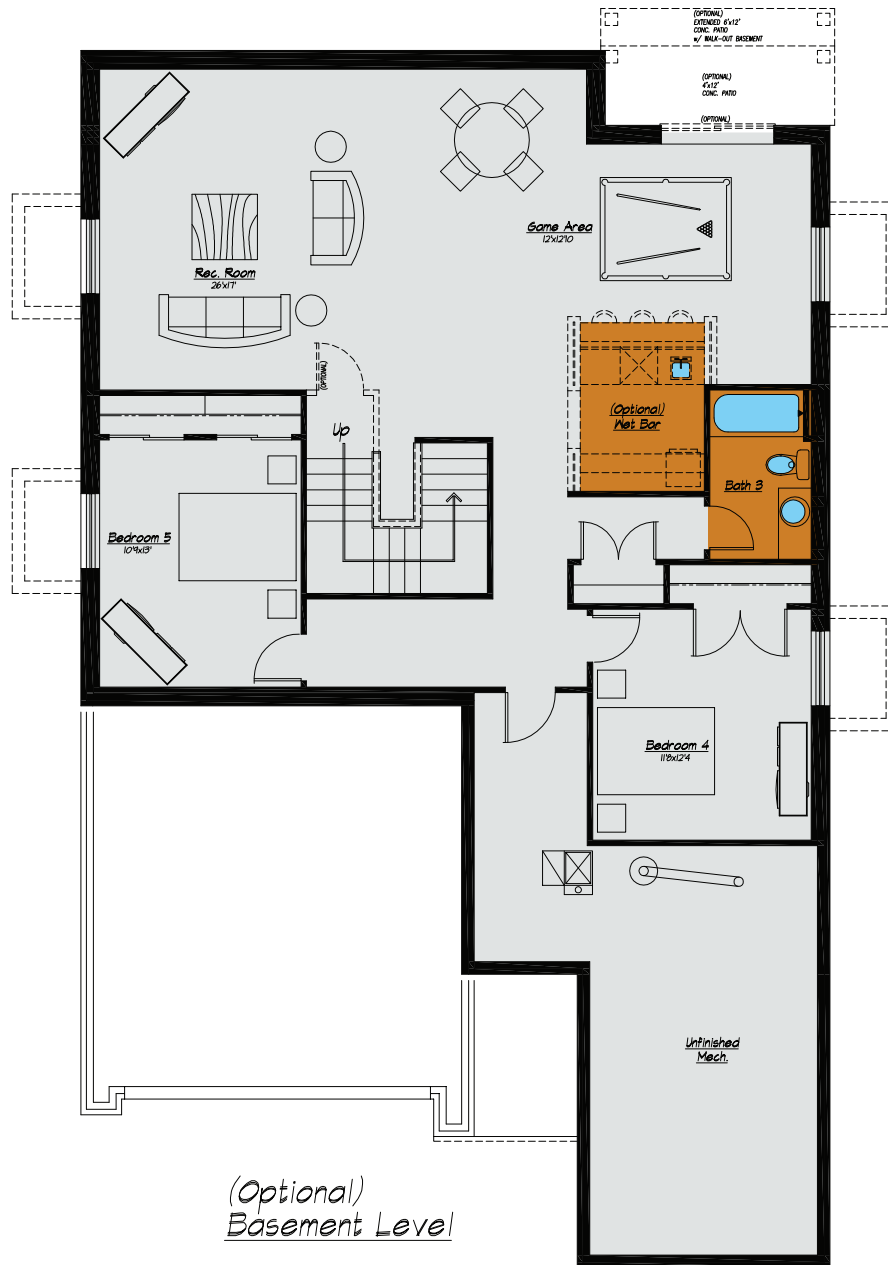 (OPTIONAL)
EXTENDED 6'x12'
CONC. PATIO
w/ WALK-OUT BASEMENT
(OPTIONAL)
4'x12'
CONC. PATIO
(OPTIONAL)
Game Area
12'x12'10
Rec. Room
26'x17'
(OPTIONAL)
Up
(Optional)
Wet Bar
Bath 3
Bedroom 5
10'9x13'
Bedroom 4
11'8x12'4
Unfinished
Mech.
(Optional)
Basement Level